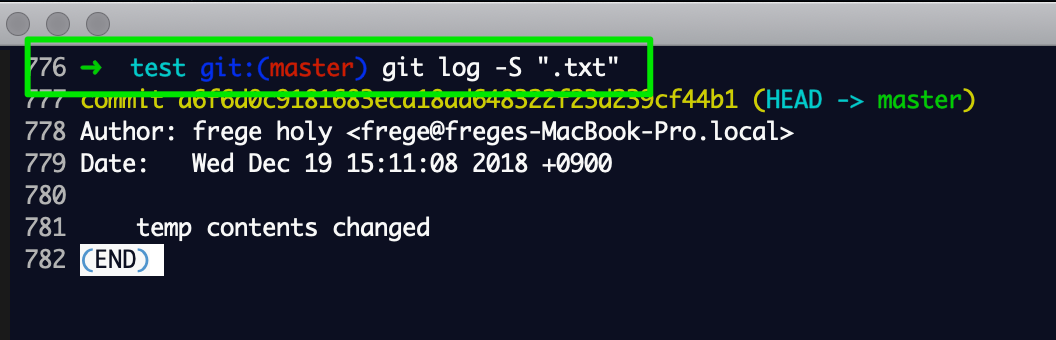 776 ➜  test git:(master) git log -S ".txt"
777 commit a6f6d0c9181683eca18ad648322f23d239cf44b1 (HEAD -> master)
778 Author: frege holy <frege@freges-MacBook-Pro.local>
779 Date:   Wed Dec 19 15:11:08 2018 +0900
780
781     temp contents changed
782 (END)